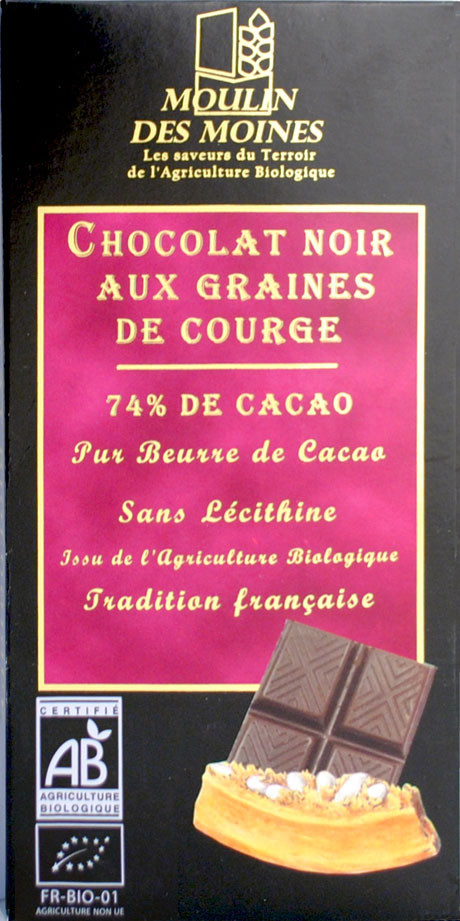 MOULIN
DES MOINES
Les saveurs du Terroir
de l'Agriculture Biologique
CHOCOLAT NOIR
AUX GRAINES
DE COURGE
74% DE CACAO
Pur Beurre de Cacao
Sans Lécithine
Issu de l'Agriculture Biologique
Tradition française
CERTIFIÉ
AB
AGRICULTURE
BIOLOGIQUE
FR-BIO-01
AGRICULTURE NON UE